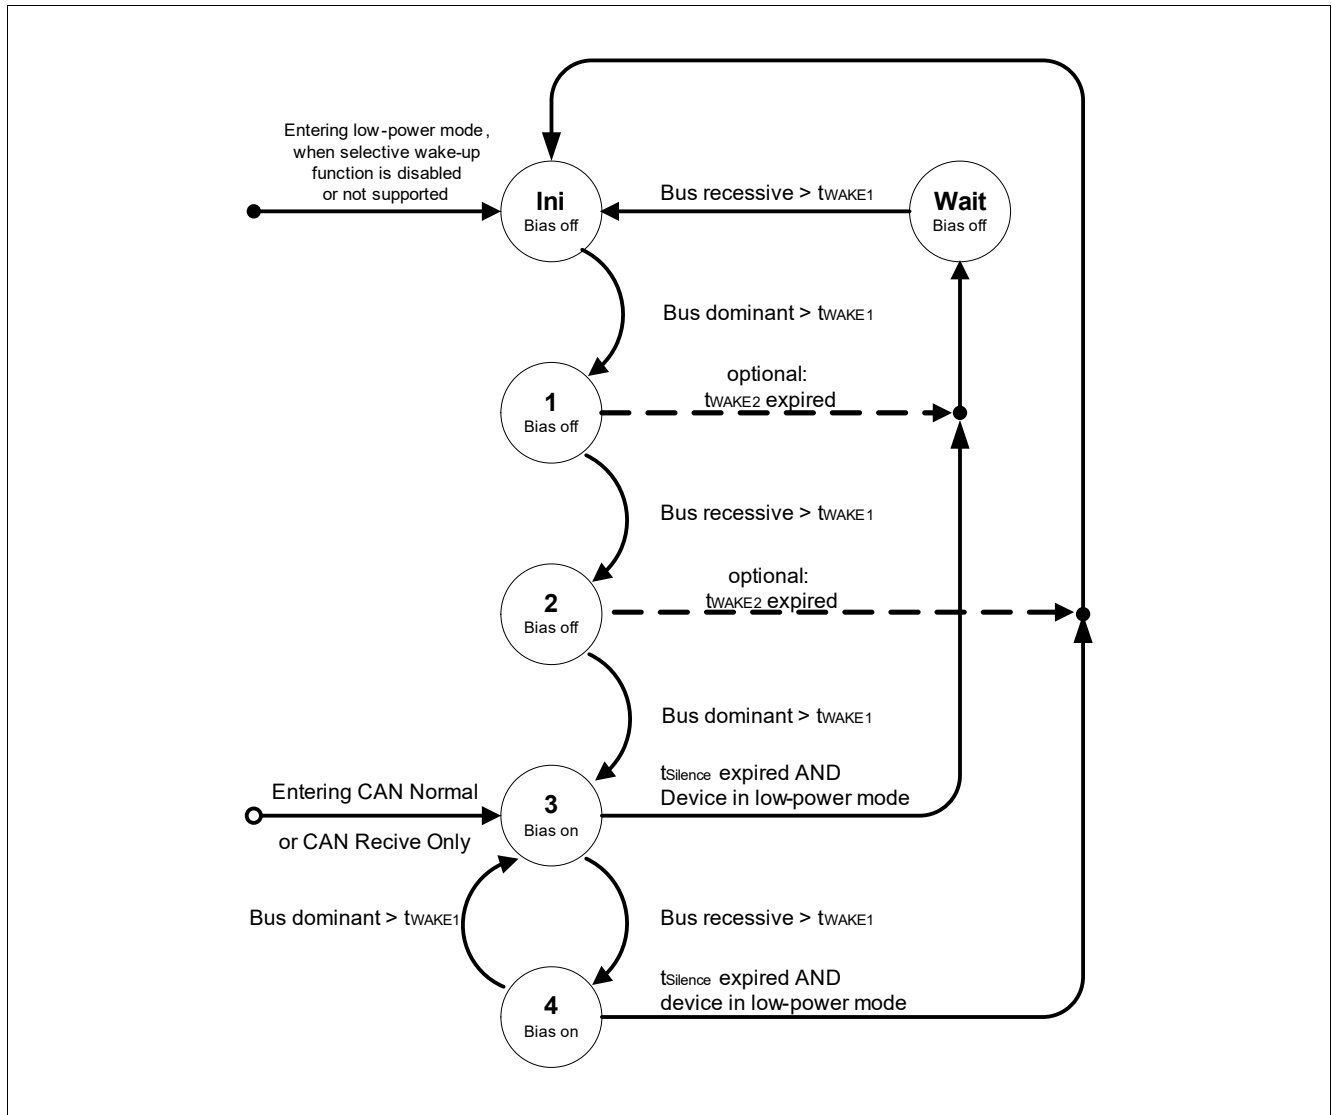 Entering low-power mode,
when selective wake-up
function is disabled
or not supported
Ini
Bias off
Bus recessive > tWAKE1
Wait
Bias off
Bus dominant > tWAKE1
optional:
tWAKE2 expired
1
Bias off
Bus recessive > tWAKE1
optional:
tWAKE2 expired
2
Bias off
Bus dominant > tWAKE1
tSilence expired AND
Device in low-power mode
Entering CAN Normal
or CAN Recive Only
3
Bias on
Bus dominant > tWAKE1
Bus recessive > tWAKE1
tSilence expired AND
device in low-power mode
4
Bias on